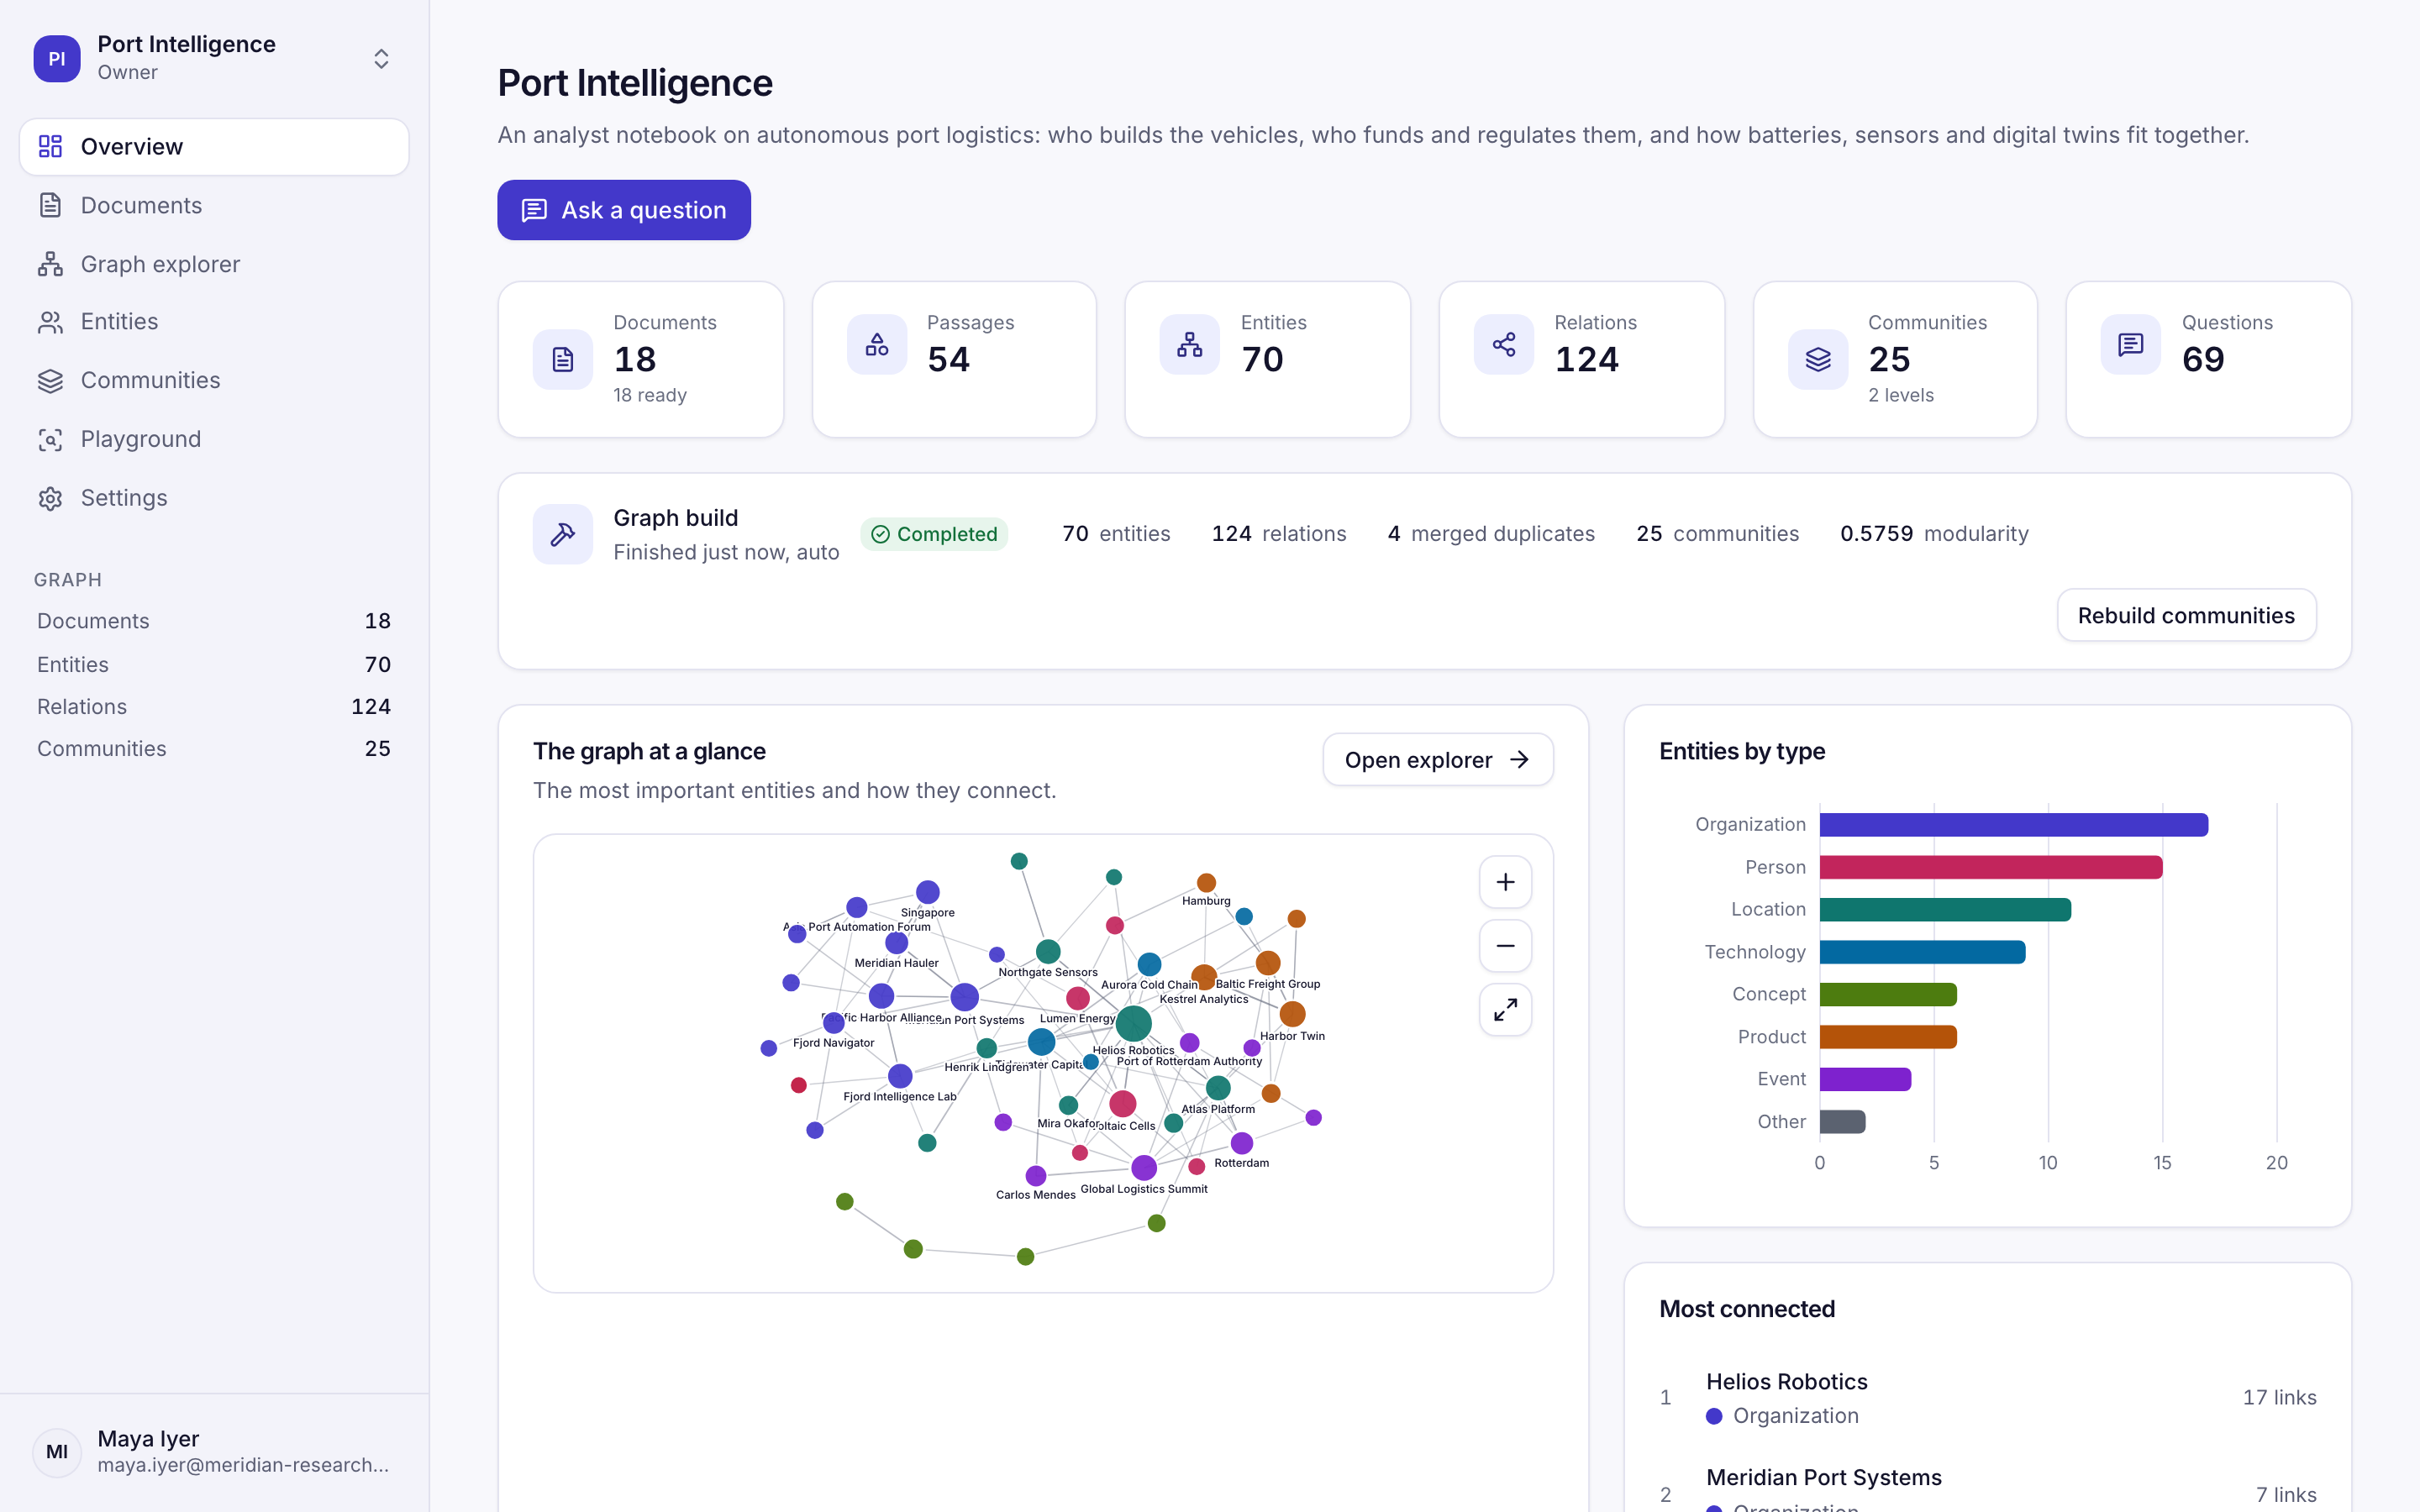 PI
Port Intelligence
Owner
Overview
Documents
Graph explorer
Entities
Communities
Playground
Settings
GRAPH
Documents 18
Entities 70
Relations 124
Communities 25
MI
Maya Iyer
maya.iyer@meridian-research...
Port Intelligence
An analyst notebook on autonomous port logistics: who builds the vehicles, who funds and regulates them, and how batteries, sensors and digital twins fit together.
Ask a question
Documents
18
18 ready
Passages
54
Entities
70
Relations
124
Communities
25
2 levels
Questions
69
Graph build
Finished just now, auto
Completed
70 entities 124 relations 4 merged duplicates 25 communities 0.5759 modularity
Rebuild communities
The graph at a glance
The most important entities and how they connect.
Open explorer
Singapore
Port Automation Forum
Meridian Hauler
Hamburg
Northgate Sensors
Aurora Cold Chain
Baltic Freight Group
Kestrel Analytics
Harbor Alliance
Port Systems
Lumen Energy
Harbor Twin
Fjord Navigator
Helios Robotics
Port of Rotterdam Authority
Henrik Lindgren
Fjord Intelligence Lab
Atlas Platform
Mira Okafor
Cells
Rotterdam
Carlos Mendes
Global Logistics Summit
Entities by type
Organization
Person
Location
Technology
Concept
Product
Event
Other
0 5 10 15 20
Most connected
1
Helios Robotics
Organization
17 links
2
Meridian Port Systems
Organization
7 links